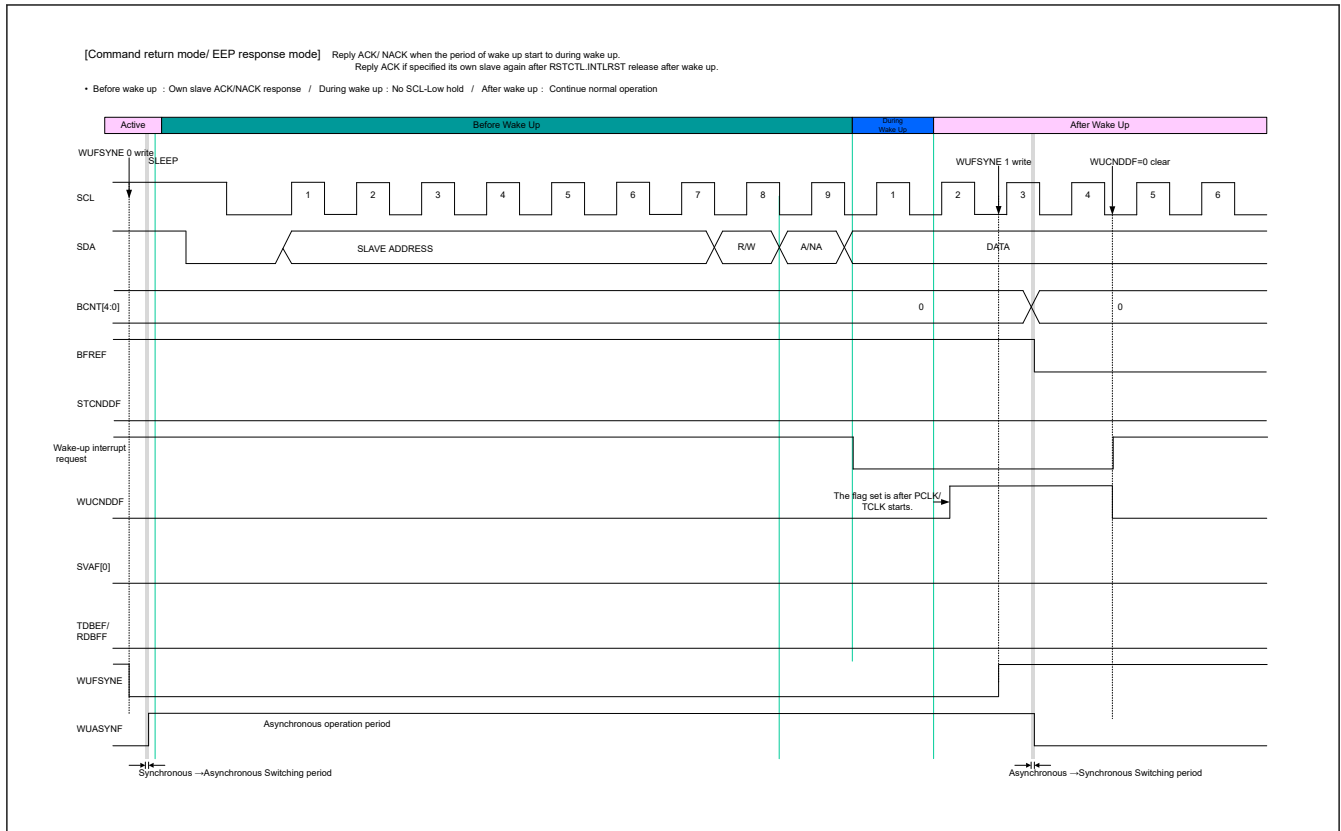 [Command return mode/ EEP response mode] Reply ACK/ NACK when the period of wake up start to during wake up.
Reply ACK if specified its own slave again after RSTCTL.INTLRST release after wake up.
• Before wake up : Own slave ACK/NACK response / During wake up : No SCL-Low hold / After wake up : Continue normal operation
Active
Before Wake Up
During
Wake Up
After Wake Up
WUFSYNE 0 write
SLEEP
WUFSYNE 1 write
WUCNDDF=0 clear
SCL
1 2 3 4 5 6 7 8 9 1 2 3 4 5 6
SDA
SLAVE ADDRESS
R/W
A/NA
DATA
BCNT[4:0]
0
0
BFREF
STCNDDF
Wake-up interrupt
request
WUCNDDF
The flag set is after PCLK/
TCLK starts.
SVAF[0]
TDBEF/
RDBFF
WUFSYNE
WUASYNF
Asynchronous operation period
Synchronous →Asynchronous Switching period
Asynchronous →Synchronous Switching period